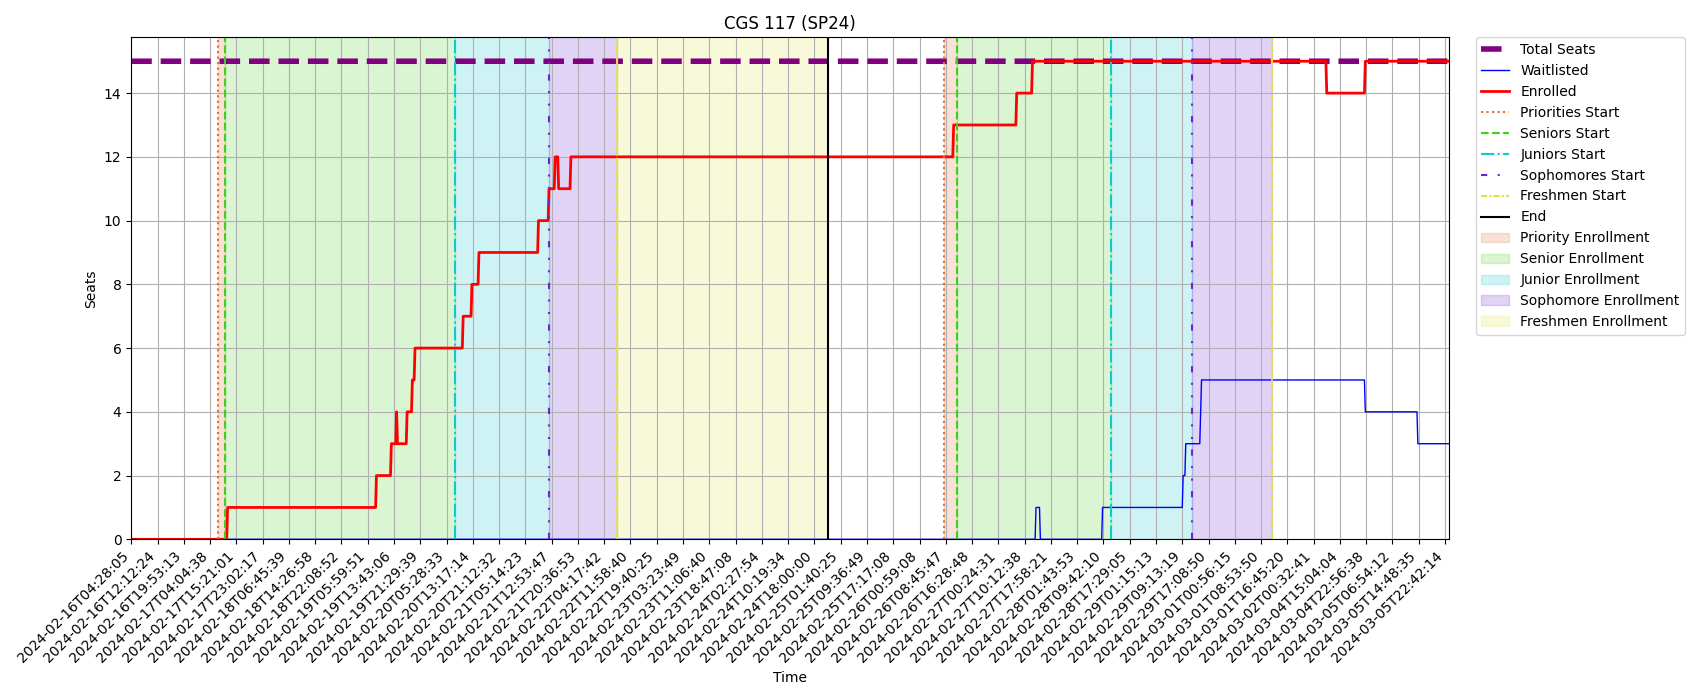 CGS 117 (SP24)
Seats
14
12
10
8
6
4
2
0
2024-02-16T04:28:05
2024-02-16T12:12:24
2024-02-16T19:53:13
2024-02-17T04:04:38
2024-02-17T15:21:01
2024-02-17T23:02:17
2024-02-18T06:45:39
2024-02-18T14:26:58
2024-02-18T22:08:52
2024-02-19T05:59:51
2024-02-19T13:43:06
2024-02-19T21:29:39
2024-02-20T05:28:33
2024-02-20T13:17:14
2024-02-20T21:12:32
2024-02-21T05:14:23
2024-02-21T12:53:47
2024-02-21T20:36:53
2024-02-22T04:17:42
2024-02-22T11:58:40
2024-02-22T19:40:25
2024-02-23T03:23:49
2024-02-23T11:06:40
2024-02-23T18:47:08
2024-02-24T02:27:54
2024-02-24T10:19:34
2024-02-24T18:00:00
2024-02-25T01:40:25
2024-02-25T09:36:49
2024-02-25T17:17:08
2024-02-26T00:59:08
2024-02-26T08:45:47
2024-02-26T16:28:48
2024-02-27T00:24:31
2024-02-27T10:12:38
2024-02-27T17:58:21
2024-02-28T01:43:53
2024-02-28T09:42:10
2024-02-28T17:29:05
2024-02-29T01:15:13
2024-02-29T09:13:19
2024-02-29T17:08:50
2024-03-01T00:56:15
2024-03-01T08:53:50
2024-03-01T16:45:20
2024-03-02T00:32:41
2024-03-04T15:04:04
2024-03-04T22:56:38
2024-03-05T06:54:12
2024-03-05T14:48:35
2024-03-05T22:42:14
Time
Total Seats
Waitlisted
Enrolled
Priorities Start
Seniors Start
Juniors Start
Sophomores Start
Freshmen Start
End
Priority Enrollment
Senior Enrollment
Junior Enrollment
Sophomore Enrollment
Freshmen Enrollment